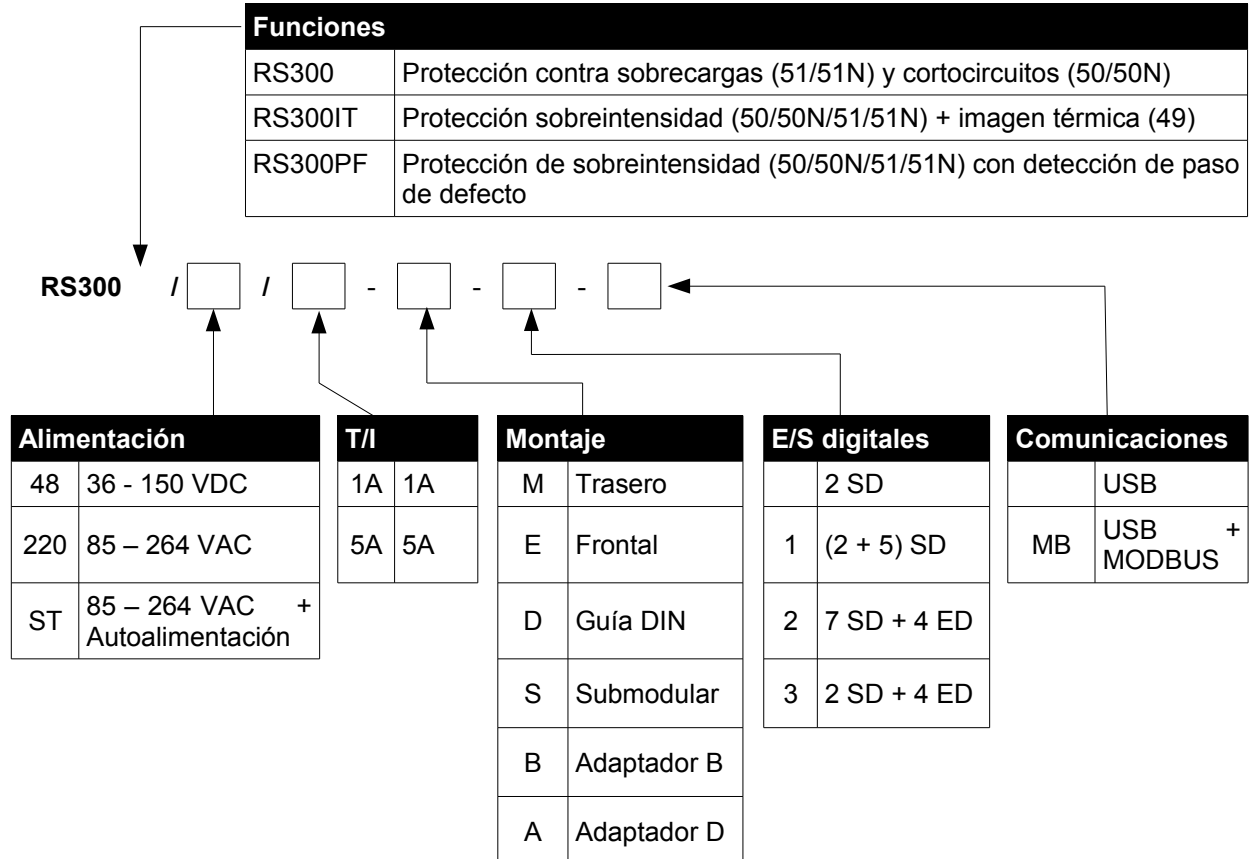 Funciones
RS300 Protección contra sobrecargas (51/51N) y cortocircuitos (50/50N)
RS300IT Protección sobreintensidad (50/50N/51/51N) + imagen térmica (49)
RS300PF Protección de sobreintensidad (50/50N/51/51N) con detección de paso
de defecto
RS300 / / - - -
Alimentación
48 36 - 150 VDC
220 85 – 264 VAC
ST 85 – 264 VAC +
Autoalimentación
T/I
1A 1A
5A 5A
Montaje
M Trasero
E Frontal
D Guía DIN
S Submodular
B Adaptador B
A Adaptador D
E/S digitales
2 SD
1 (2 + 5) SD
2 7 SD + 4 ED
3 2 SD + 4 ED
Comunicaciones
USB
MB USB +
MODBUS